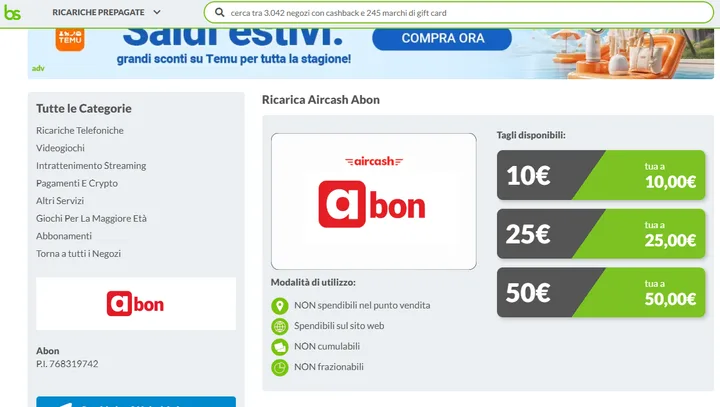 bs
RICARICHE PREPAGATE
cerca tra 3.042 negozi con cashback e 245 marchi di gift card
TEMU
Saldi estivi.
grandi sconti su Temu per tutta la stagione!
COMPRA ORA
adv
Tutte le Categorie
Ricariche Telefoniche
Videogiochi
Intrattenimento Streaming
Pagamenti E Crypto
Altri Servizi
Giochi Per La Maggiore Età
Abbonamenti
Torna a tutti i Negozi
abon
Abon
P.I. 768319742
Ricarica Aircash Abon
aircash
abon
Modalità di utilizzo:
NON spendibili nel punto vendita
Spendibili sul sito web
NON cumulabili
NON frazionabili
Tagli disponibili:
10€
tua a
10,00€
25€
tua a
25,00€
50€
tua a
50,00€